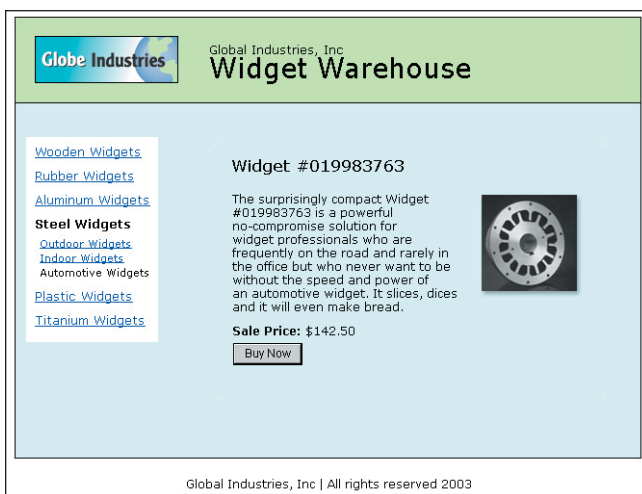 Globe Industries
Global Industries, Inc
Widget Warehouse
Wooden Widgets
Rubber Widgets
Aluminum Widgets
Steel Widgets
Outdoor Widgets
Indoor Widgets
Automotive Widgets
Plastic Widgets
Titanium Widgets
Widget #019983763
The surprisingly compact Widget
#019983763 is a powerful
no-compromise solution for
widget professionals who are
frequently on the road and rarely in
the office but who never want to be
without the speed and power of
an automotive widget. It slices, dices
and it will even make bread.
Sale Price: $142.50
Buy Now
Global Industries, Inc | All rights reserved 2003